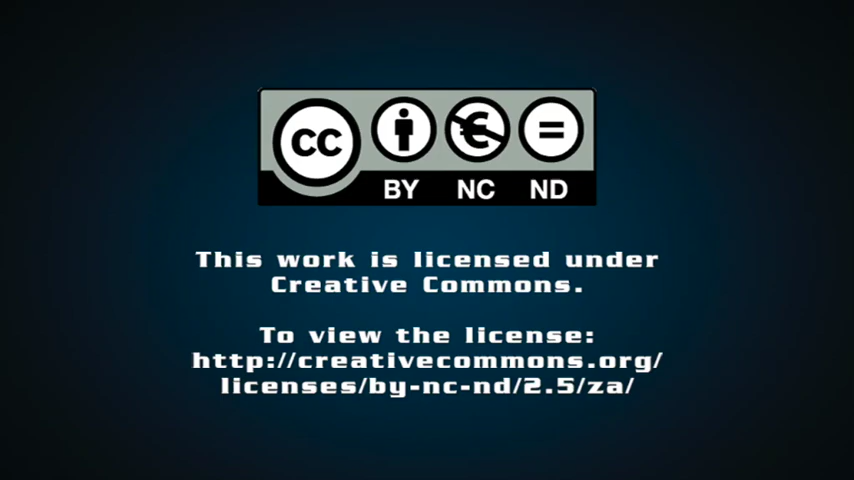 CC
BY NC ND
This work is licensed under
Creative Commons.
To view the license:
http://creativecommons.org/
licenses/by-nc-nd/2.5/za/